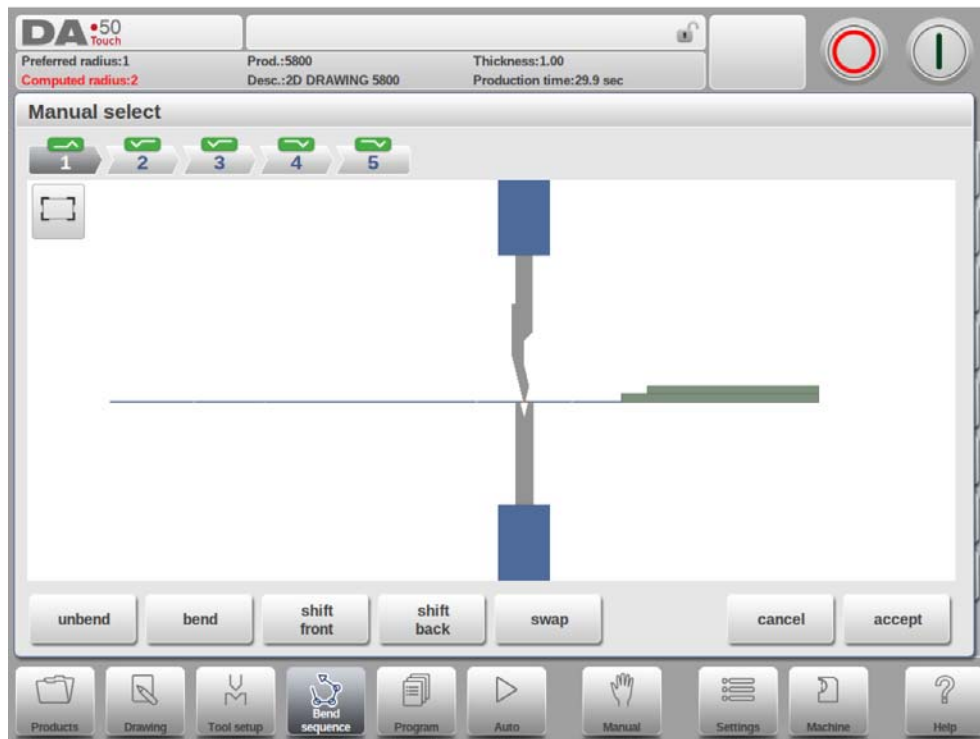 DA•50
Touch
Preferred radius:1
Prod.:5800
Thickness:1.00
Computed radius:2
Desc.:2D DRAWING 5800
Production time:29.9 sec
Manual select
1
2
3
4
5
unbend
bend
shift
front
shift
back
swap
cancel
accept
Products
Drawing
Tool setup
Bend
sequence
Program
Auto
Manual
Settings
Machine
Help